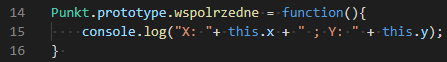 14 Punkt.prototype.wspolrzedne = function(){
15 console.log("X: "+ this.x + " ; Y: " + this.y);
16 }